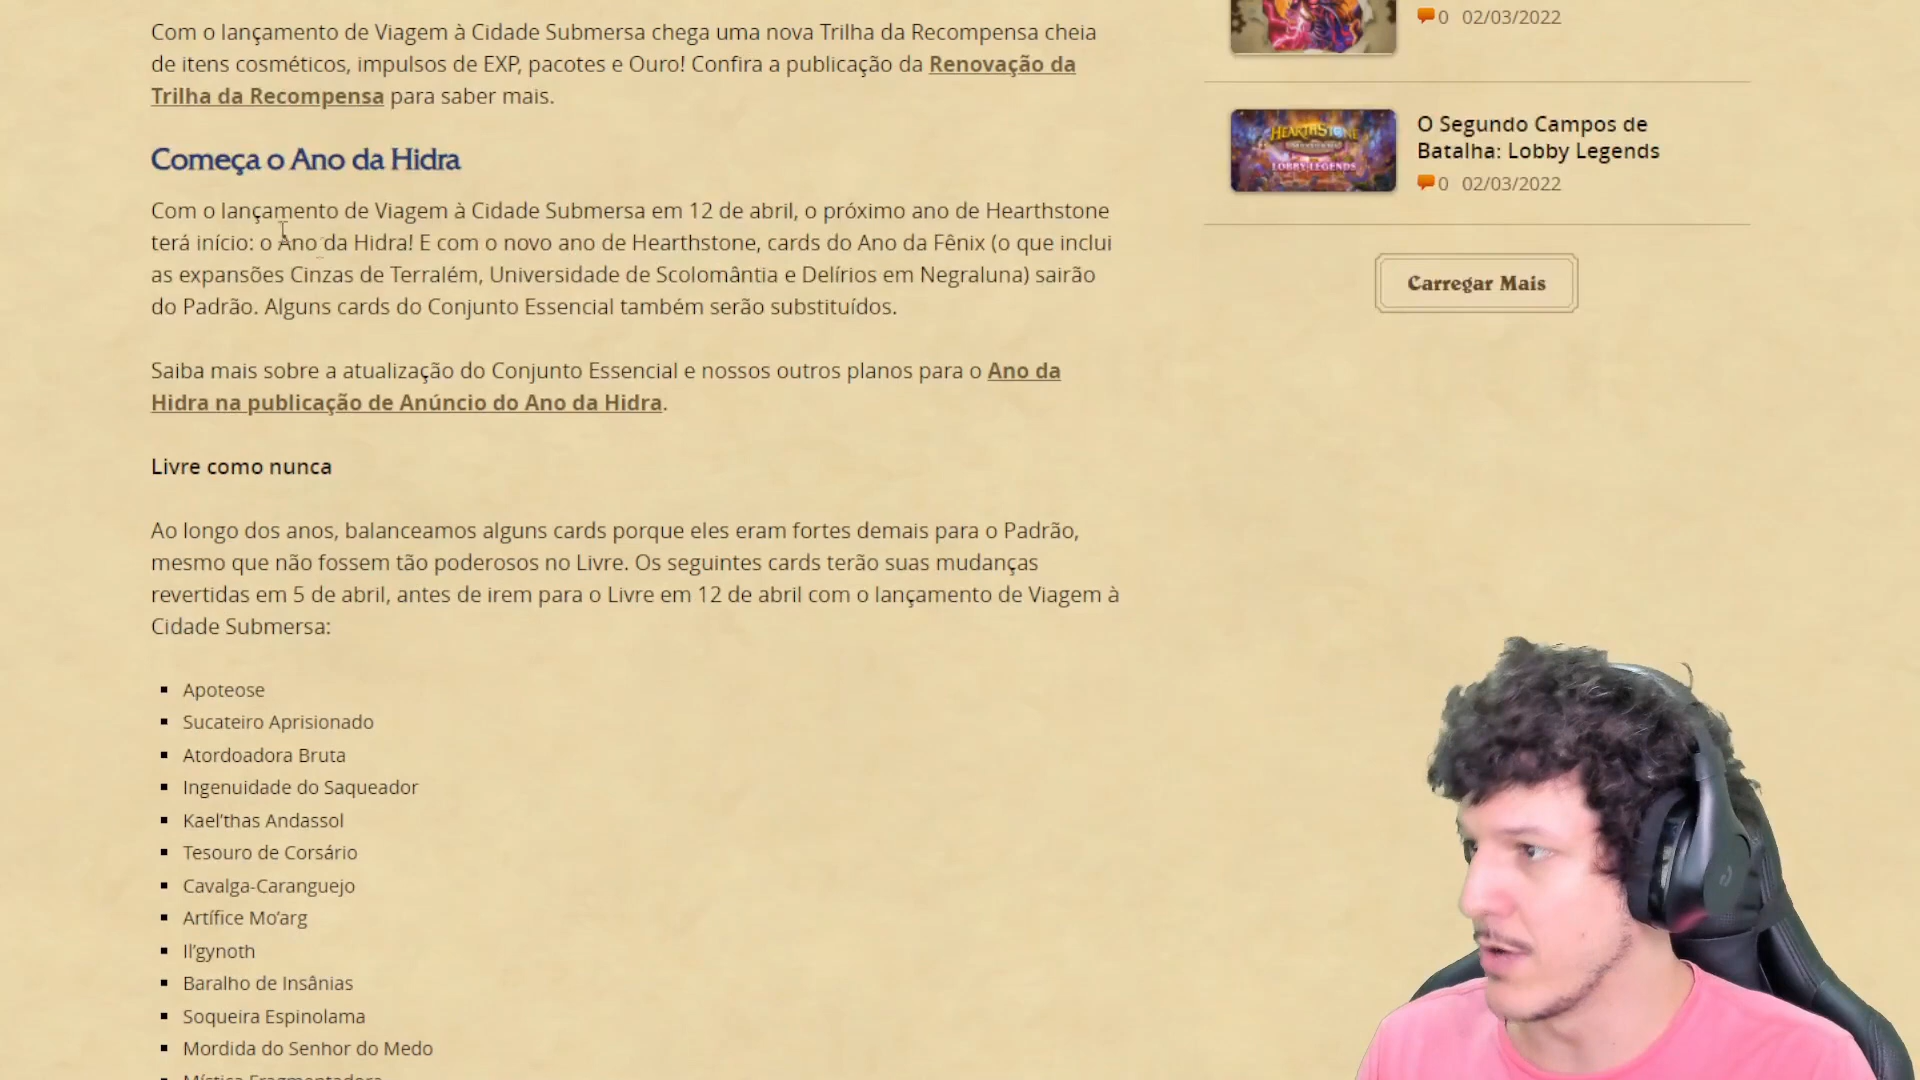 Com o lançamento de Viagem à Cidade Submersa chega uma nova Trilha da Recompensa cheia
de itens cosméticos, impulsos de EXP, pacotes e Ouro! Confira a publicação da Renovação da
Trilha da Recompensa para saber mais.
Começa o Ano da Hidra
Com o lançamento de Viagem à Cidade Submersa em 12 de abril, o próximo ano de Hearthstone
terá início: o Ano da Hidra! E com o novo ano de Hearthstone, cards do Ano da Fênix (o que inclui
as expansões Cinzas de Terralém, Universidade de Scolomântia e Delírios em Negraluna) sairão
do Padrão. Alguns cards do Conjunto Essencial também serão substituídos.
Saiba mais sobre a atualização do Conjunto Essencial e nossos outros planos para o Ano da
Hidra na publicação de Anúncio do Ano da Hidra.
Livre como nunca
Ao longo dos anos, balanceamos alguns cards porque eles eram fortes demais para o Padrão,
mesmo que não fossem tão poderosos no Livre. Os seguintes cards terão suas mudanças
revertidas em 5 de abril, antes de irem para o Livre em 12 de abril com o lançamento de Viagem à
Cidade Submersa:
Apoteose
Sucateiro Aprisionado
Atordoadora Bruta
Ingenuidade do Saqueador
Kael'thas Andassol
Tesouro de Corsário
Cavalga-Caranguejo
Artífice Mo'arg
Il'gynoth
Baralho de Insânias
Soqueira Espinolama
Mordida do Senhor do Medo
Mística Fragmentadora
0 02/03/2022
HEARTHSTONE
LOBBY LEGENDS
O Segundo Campos de
Batalha: Lobby Legends
0 02/03/2022
Carregar Mais